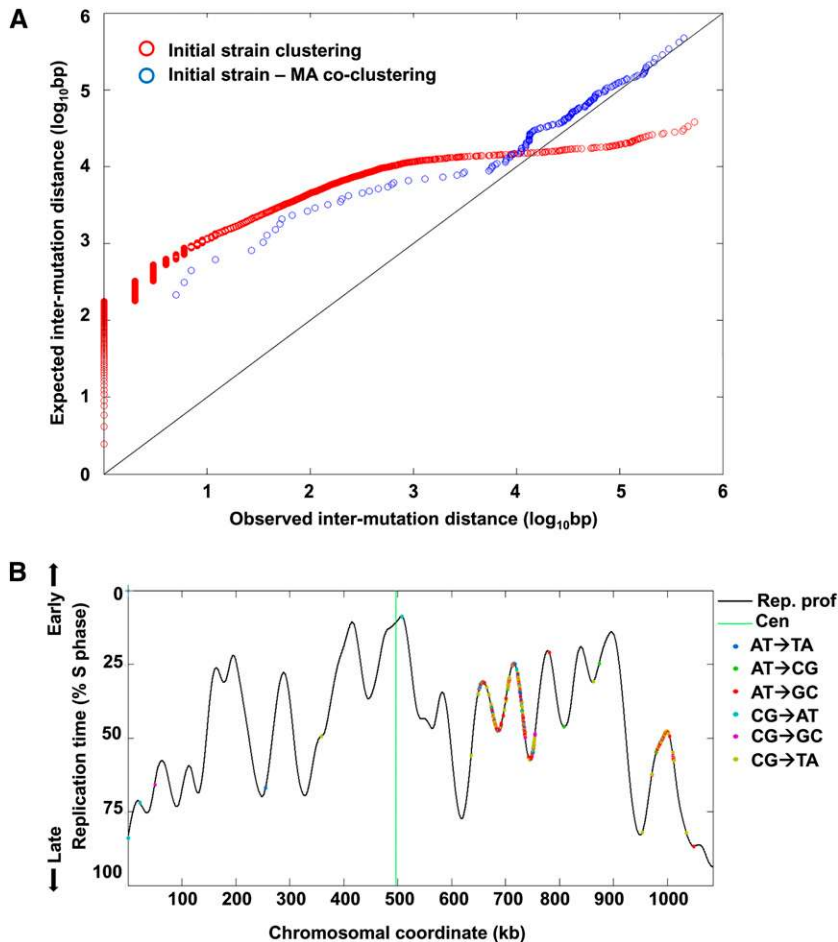 A
6
5
4
3
2
1
0
Expected inter-mutation distance (log10bp)
Initial strain clustering
Initial strain – MA co-clustering
1
2
3
4
5
6
Observed inter-mutation distance (log10bp)
B
Early
Late
Replication time (% S phase)
0
25
50
75
100
100
200
300
400
500
600
700
800
900
1000
Chromosomal coordinate (kb)
Rep. prof
Cen
AT→TA
AT→CG
AT→GC
CG→AT
CG→GC
CG→TA